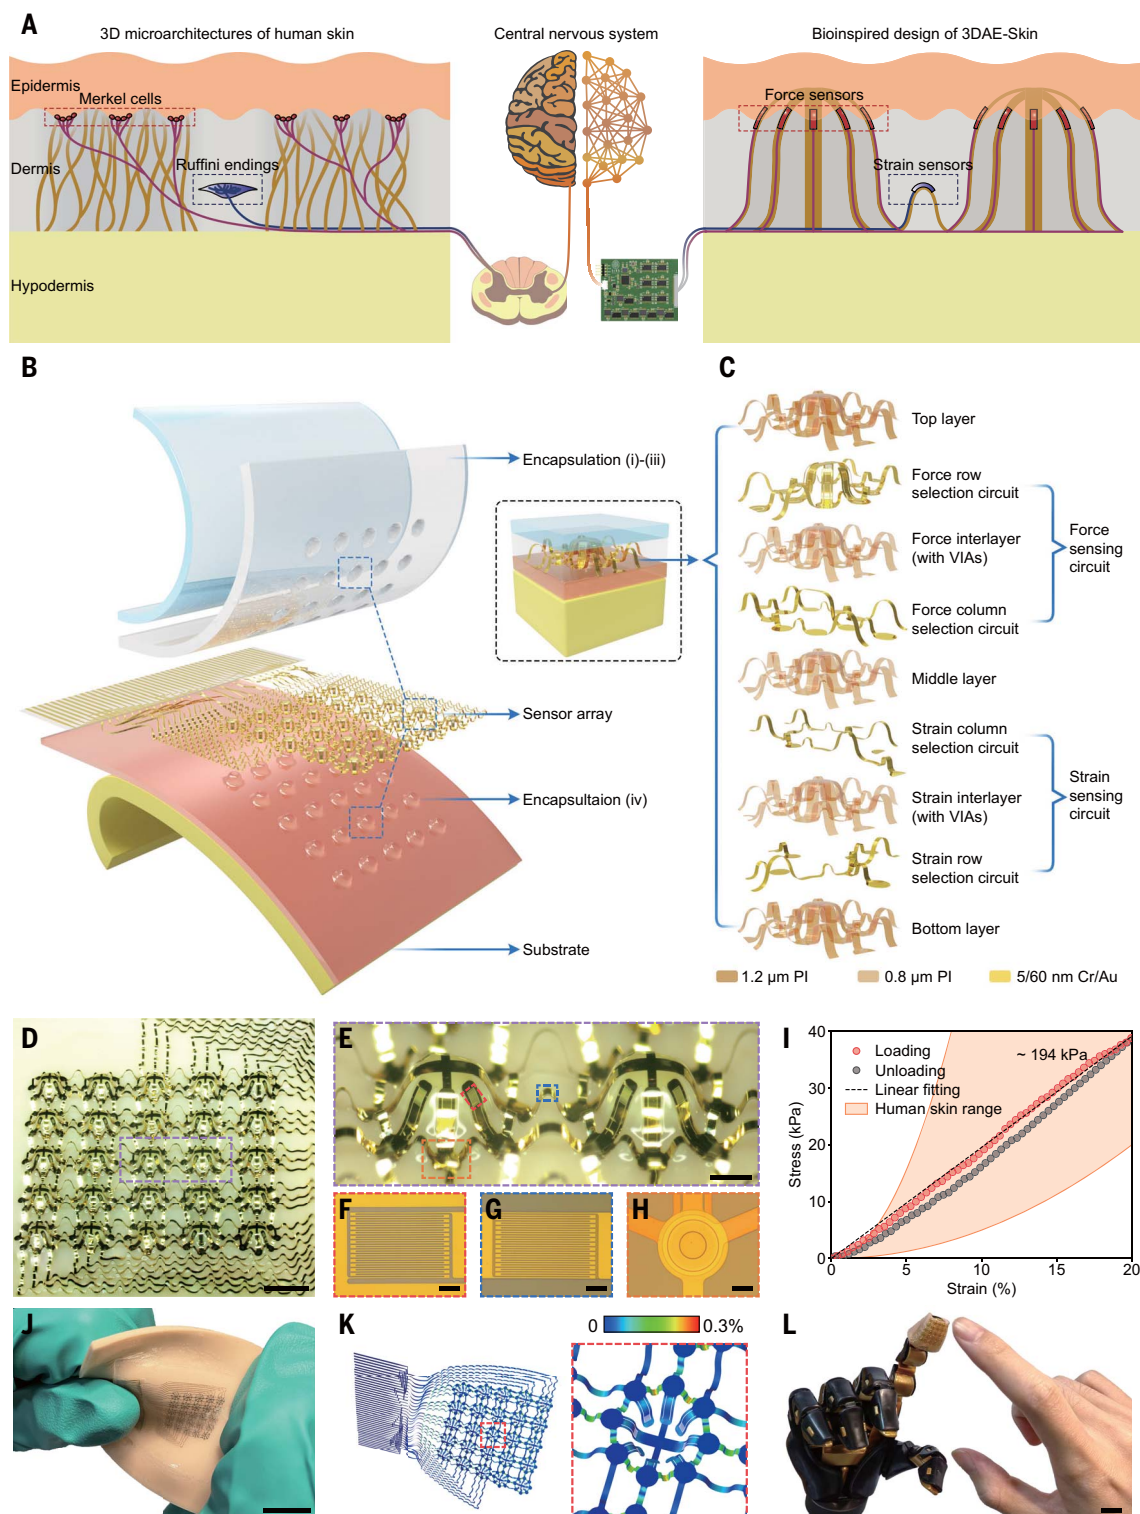 A
3D microarchitectures of human skin
Central nervous system
Bioinspired design of 3DAE-Skin
Epidermis
Merkel cells
Force sensors
Dermis
Ruffini endings
Strain sensors
Hypodermis
B
Encapsulation (i)-(iii)
Sensor array
Encapsultaion (iv)
Substrate
C
Top layer
Force row
selection circuit
Force interlayer
(with VIAs)
Force column
selection circuit
Force
sensing
circuit
Middle layer
Strain column
selection circuit
Strain interlayer
(with VIAs)
Strain row
selection circuit
Strain
sensing
circuit
Bottom layer
1.2 μm PI
0.8 μm PI
5/60 nm Cr/Au
D
E
F
G
H
I
40
30
20
10
0
Stress (kPa)
Loading
Unloading
Linear fitting
Human skin range
~ 194 kPa
0
5
10
15
20
Strain (%)
J
K
0
0.3%
L